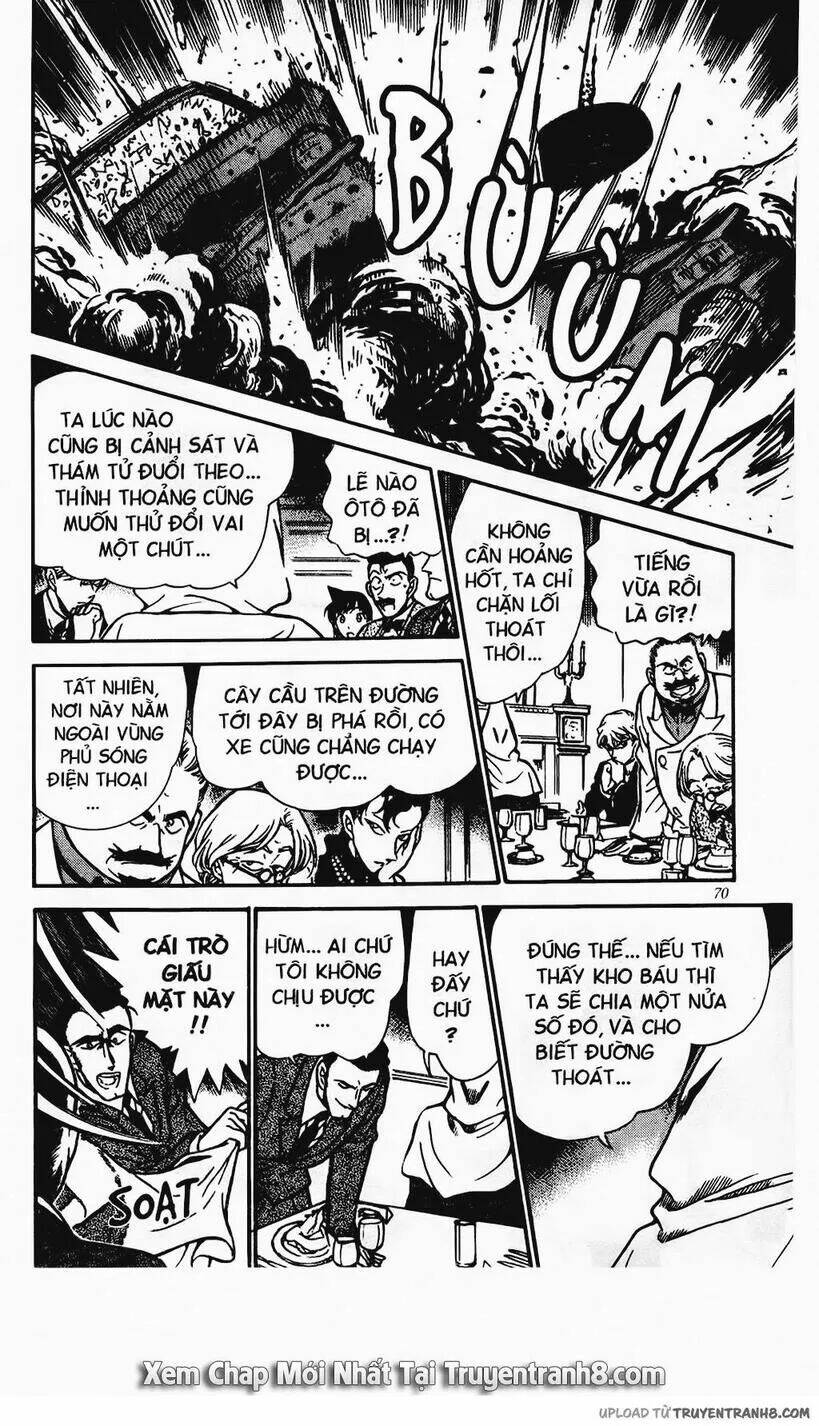 BÙÙM
KHÔNG
CẦN HOẢNG
HỐT, TA CHỈ
CHẶN LỐI
THOÁT
THÔI...
TIẾNG
VỪA RỒI
LÀ GÌ?!
TA LÚC NÀO
CŨNG BỊ CẢNH SÁT VÀ
THÁM TỬ ĐUỔI THEO...
THỈNH THOẢNG CŨNG
MUỐN THỬ ĐỔI VAI
MỘT CHÚT...
LẼ NÀO
ÔTÔ ĐÃ
BỊ...?!
TẤT NHIÊN,
NƠI NÀY NẰM
NGOÀI VÙNG
PHỦ SÓNG
ĐIỆN THOẠI
...
CÂY CẦU TRÊN ĐƯỜNG
TỚI ĐÂY BỊ PHÁ RỒI, CÓ
XE CŨNG CHẲNG CHẠY
ĐƯỢC...
70
CÁI TRÒ
GIẤU
MẶT NÀY
!!
SOẠT
HỪM... AI CHỨ
TÔI KHÔNG
CHỊU ĐƯỢC
...
HAY
ĐẤY
CHỨ
?
ĐÚNG THẾ... NẾU TÌM
THẤY KHO BÁU THÌ
TA SẼ CHIA MỘT NỬA
SỐ ĐÓ, VÀ CHO
BIẾT ĐƯỜNG
THOÁT...
Xem Chap Mới Nhất Tại Truyentranh8.com
UPLOAD TỪ TRUYENTRANH8.COM